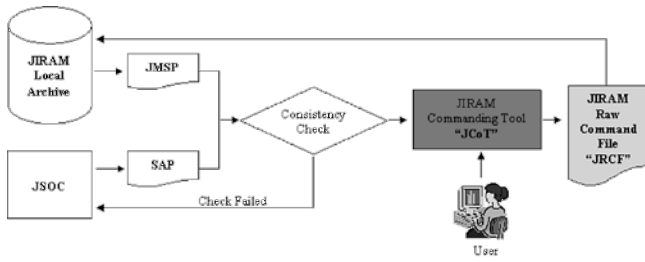 JIRAM
Local
Archive
JMSP
JSOC
SAP
Consistency
Check
Check Failed
JIRAM
Commanding Tool
“JCoT”
User
JIRAM
Raw
Command
File
“JRCF”